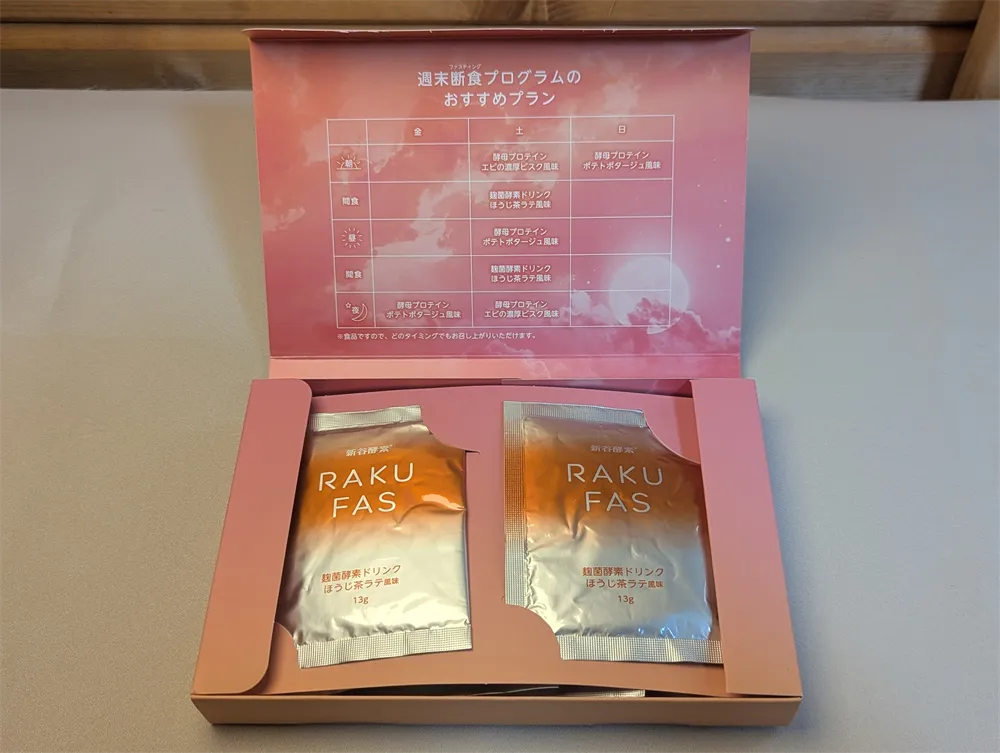 ファスティング
週末断食プログラムの
おすすめプラン
金 土 日
朝
酵母プロテイン
エビの濃厚ビスク風味
酵母プロテイン
ポテトポタージュ風味
間食
麹菌酵素ドリンク
ほうじ茶ラテ風味
昼
酵母プロテイン
ポテトポタージュ風味
間食
麹菌酵素ドリンク
ほうじ茶ラテ風味
夜
酵母プロテイン
ポテトポタージュ風味
酵母プロテイン
エビの濃厚ビスク風味
※食品ですので、どのタイミングでもお召し上がりいただけます。
新谷酵素
RAKU
FAS
麹菌酵素ドリンク
ほうじ茶ラテ風味
13g
新谷酵素
RAKU
FAS
麹菌酵素ドリンク
ほうじ茶ラテ風味
13g